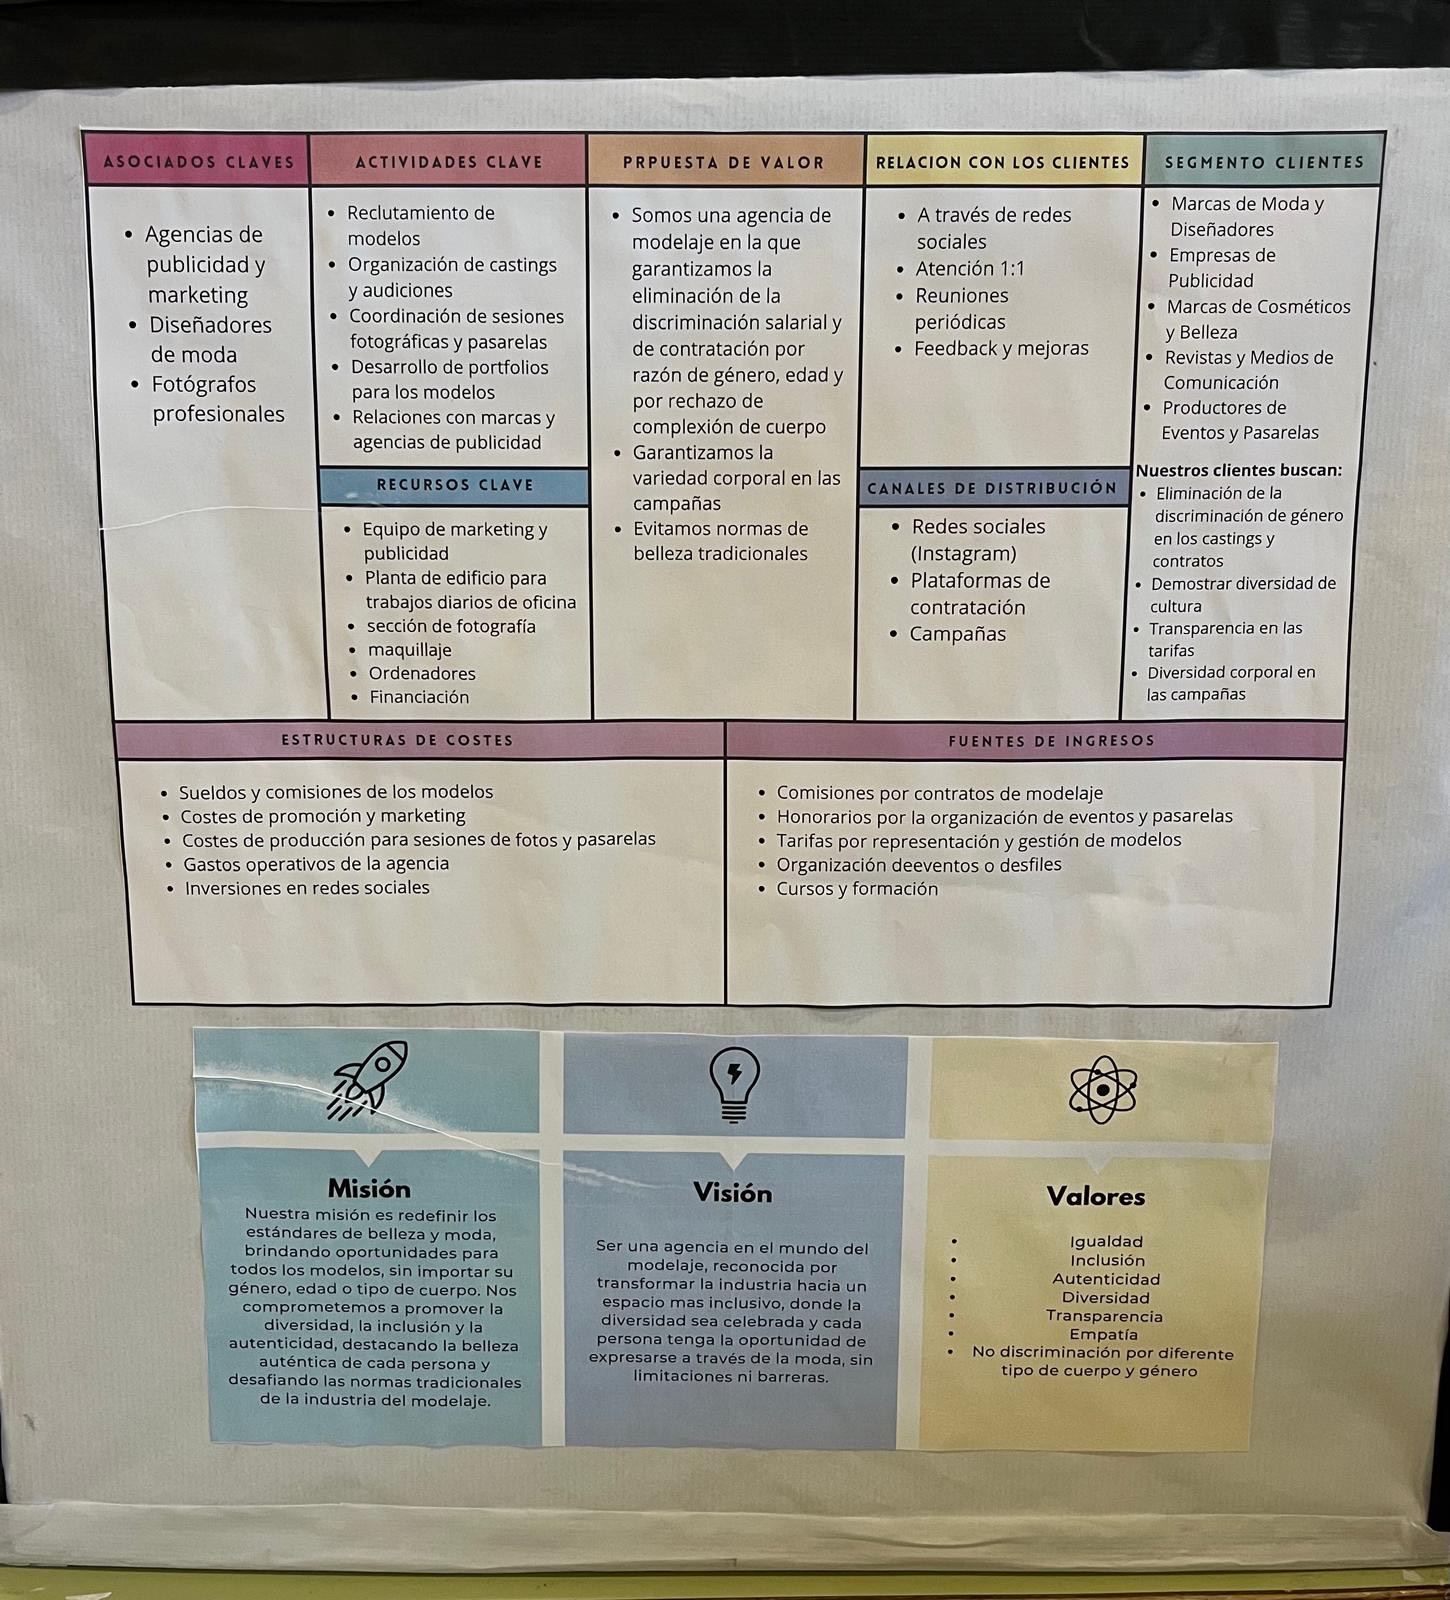 ASOCIADOS CLAVES
• Agencias de
publicidad y
marketing
• Diseñadores
de moda
• Fotógrafos
profesionales
ACTIVIDADES CLAVE
• Reclutamiento de
modelos
• Organización de castings
y audiciones
• Coordinación de sesiones
fotográficas y pasarelas
• Desarrollo de portfolios
para los modelos
• Relaciones con marcas y
agencias de publicidad
RECURSOS CLAVE
• Equipo de marketing y
publicidad
• Planta de edificio para
trabajos diarios de oficina
• sección de fotografía
• maquillaje
• Ordenadores
• Financiación
PRPUESTA DE VALOR
• Somos una agencia de
modelaje en la que
garantizamos la
eliminación de la
discriminación salarial y
de contratación por
razón de género, edad y
por rechazo de
complexión de cuerpo
• Garantizamos la
variedad corporal en las
campañas
• Evitamos normas de
belleza tradicionales
RELACION CON LOS CLIENTES
• A través de redes
sociales
• Atención 1:1
• Reuniones
periódicas
• Feedback y mejoras
CANALES DE DISTRIBUCIÓN
• Redes sociales
(Instagram)
• Plataformas de
contratación
• Campañas
SEGMENTO CLIENTES
• Marcas de Moda y
Diseñadores
• Empresas de
Publicidad
• Marcas de Cosméticos
y Belleza
• Revistas y Medios de
Comunicación
• Productores de
Eventos y Pasarelas
Nuestros clientes buscan:
• Eliminación de la
discriminación de género
en los castings y
contratos
• Demostrar diversidad de
cultura
• Transparencia en las
tarifas
• Diversidad corporal en
las campañas
ESTRUCTURAS DE COSTES
• Sueldos y comisiones de los modelos
• Costes de promoción y marketing
• Costes de producción para sesiones de fotos y pasarelas
• Gastos operativos de la agencia
• Inversiones en redes sociales
FUENTES DE INGRESOS
• Comisiones por contratos de modelaje
• Honorarios por la organización de eventos y pasarelas
• Tarifas por representación y gestión de modelos
• Organización deeventos o desfiles
• Cursos y formación
Misión
Nuestra misión es redefinir los
estándares de belleza y moda,
brindando oportunidades para
todos los modelos, sin importar su
género, edad o tipo de cuerpo. Nos
comprometemos a promover la
diversidad, la inclusión y la
autenticidad, destacando la belleza
auténtica de cada persona y
desafiando las normas tradicionales
de la industria del modelaje.
Visión
Ser una agencia en el mundo del
modelaje, reconocida por
transformar la industria hacia un
espacio mas inclusivo, donde la
diversidad sea celebrada y cada
persona tenga la oportunidad de
expresarse a través de la moda, sin
limitaciones ni barreras.
Valores
• Igualdad
• Inclusión
• Autenticidad
• Diversidad
• Transparencia
• Empatía
• No discriminación por diferente
tipo de cuerpo y género